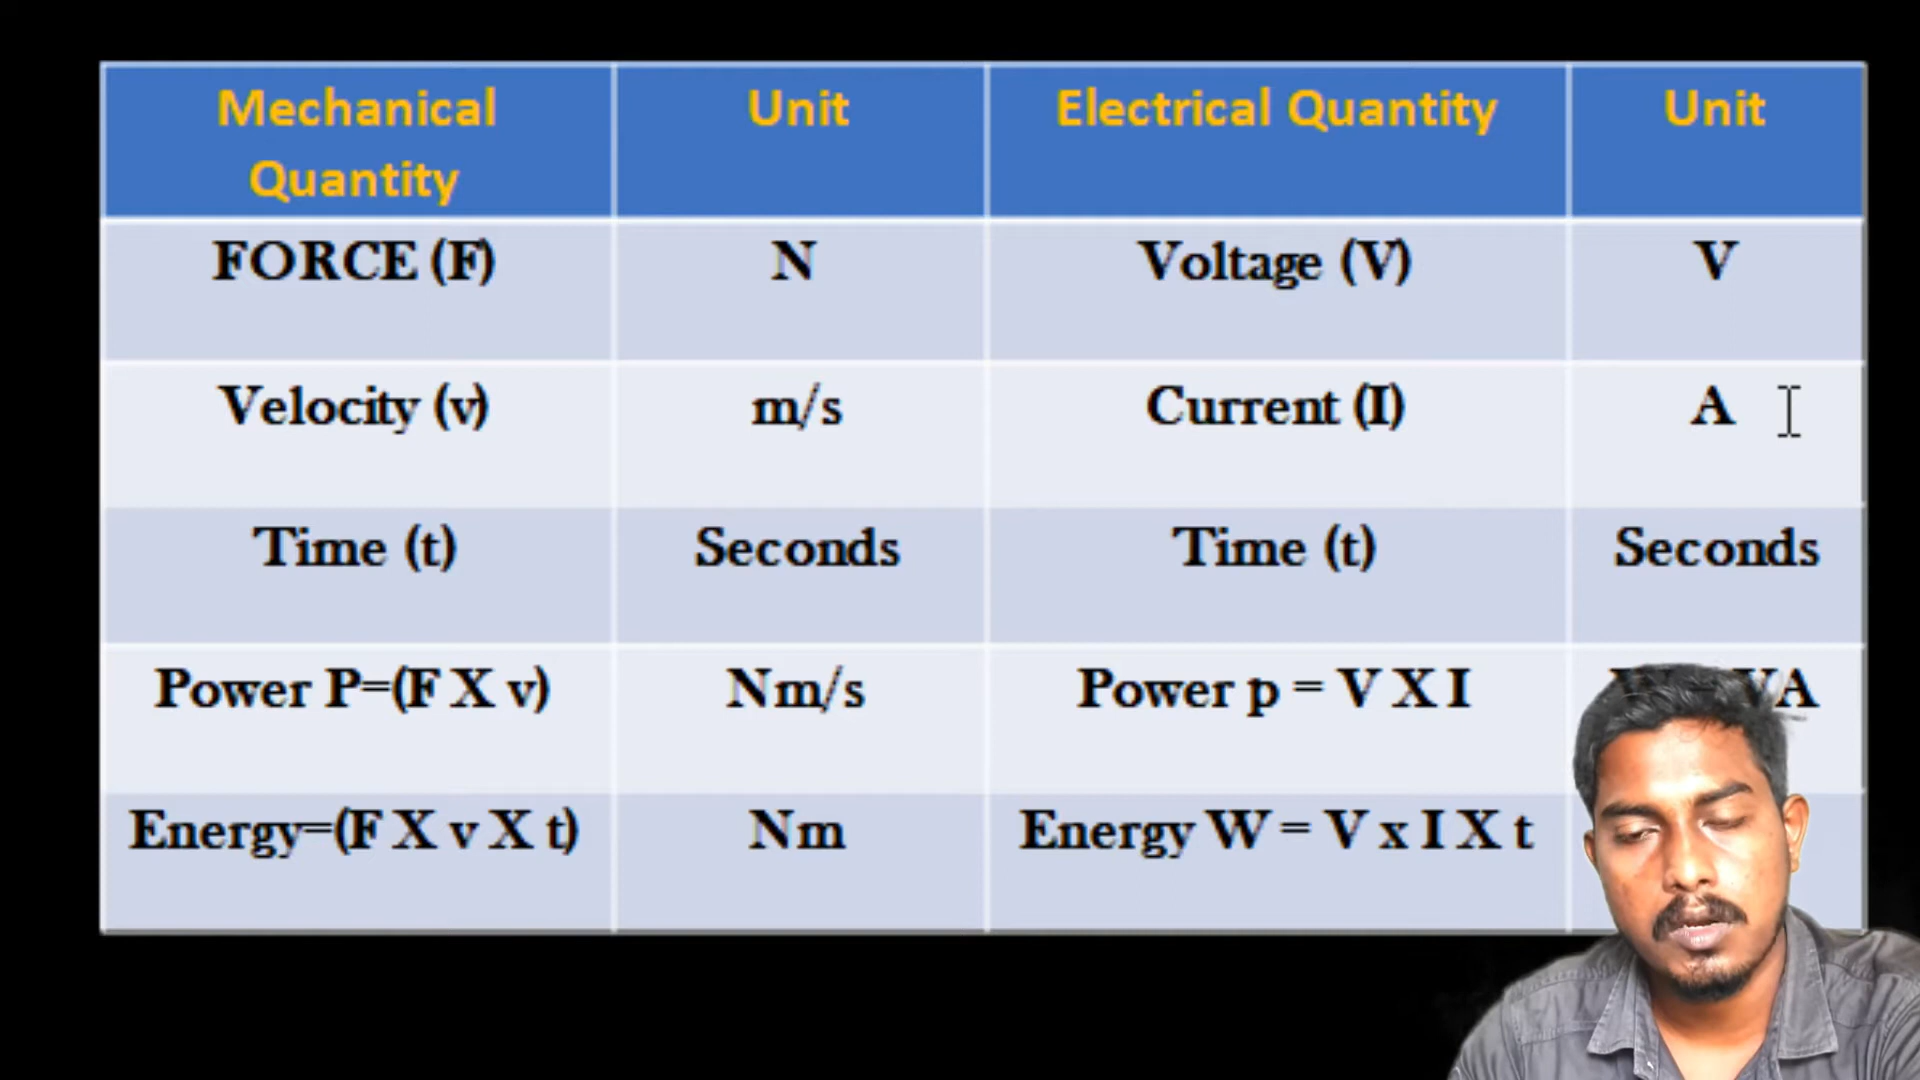 Mechanical Quantity Unit Electrical Quantity Unit
FORCE (F) N Voltage (V) V
Velocity (v) m/s Current (I) A
Time (t) Seconds Time (t) Seconds
Power P=(F X v) Nm/s Power p = V X I VA
Energy=(F X v X t) Nm Energy W = V x I X t